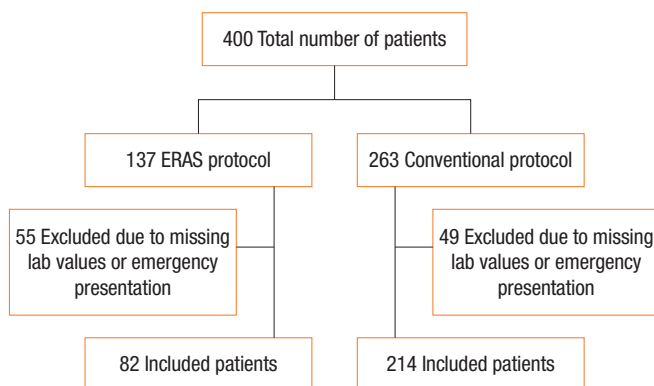 400 Total number of patients
137 ERAS protocol
263 Conventional protocol
55 Excluded due to missing
lab values or emergency
presentation
49 Excluded due to missing
lab values or emergency
presentation
82 Included patients
214 Included patients